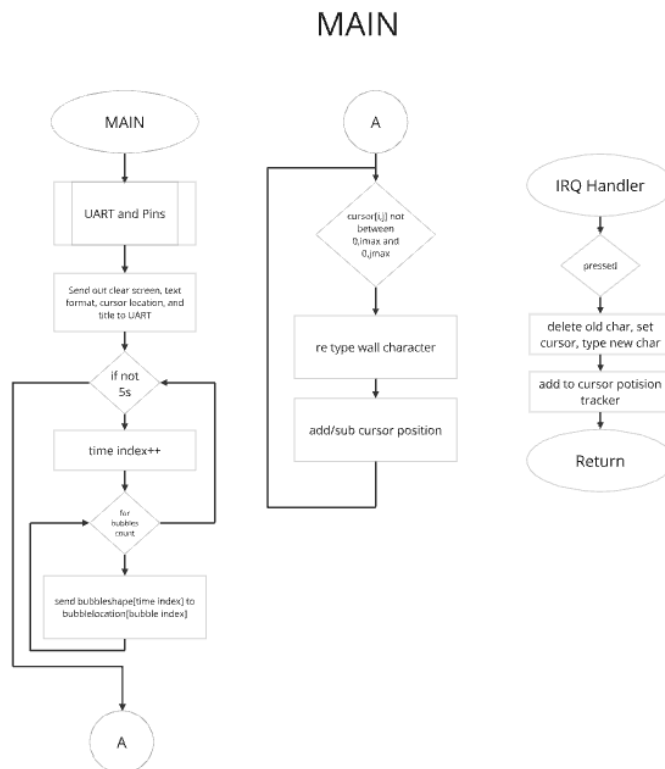 MAIN
MAIN
UART and Pins
Send out clear screen, text
format, cursor location, and
title to UART
if not
5s
time index++
for
bubbles
count
send bubbleshape[time index] to
bubblelocation[bubble index]
A
A
cursor[i,j] not
between
0,imax and
0,jmax
re type wall character
add/sub cursor position
IRQ Handler
pressed
delete old char, set
cursor, type new char
add to cursor potision
tracker
Return